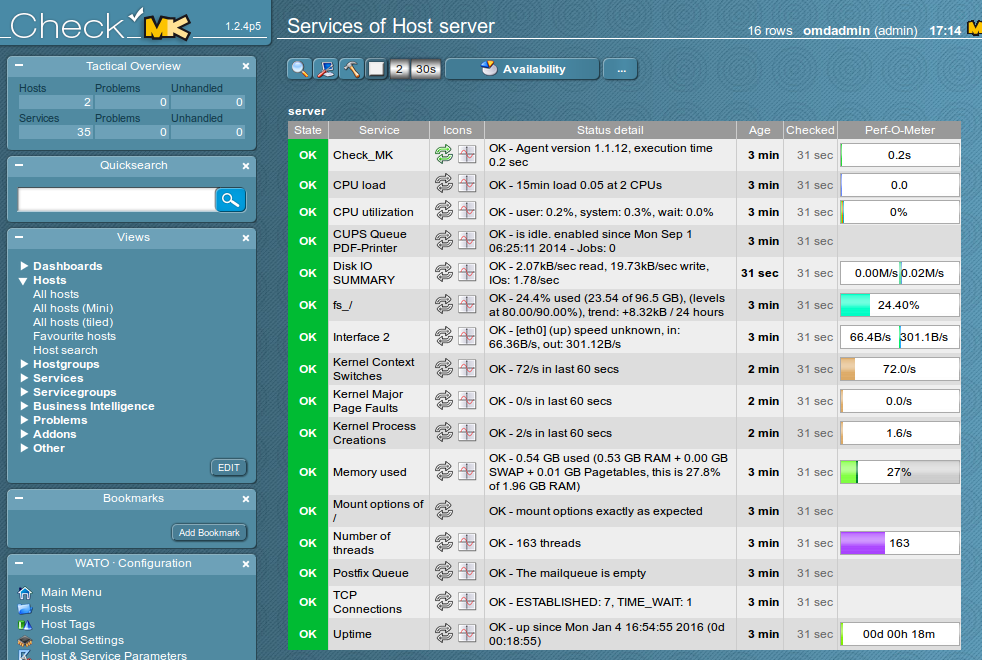 Check MK 1.2.4p5
Tactical Overview
Hosts Problems Unhandled
2 0 0
Services Problems Unhandled
35 0 0
Quicksearch
Views
Dashboards
Hosts
All hosts
All hosts (Mini)
All hosts (tiled)
Favourite hosts
Host search
Hostgroups
Services
Servicegroups
Business Intelligence
Problems
Addons
Other
EDIT
Bookmarks
Add Bookmark
WATO · Configuration
Main Menu
Hosts
Host Tags
Global Settings
Host & Service Parameters
Services of Host server
16 rows omdadmin (admin) 17:14
2 30s Availability ...
server
State Service Icons Status detail Age Checked Perf-O-Meter
OK Check_MK OK - Agent version 1.1.12, execution time
0.2 sec 3 min 31 sec 0.2s
OK CPU load OK - 15min load 0.05 at 2 CPUs 3 min 31 sec 0.0
OK CPU utilization OK - user: 0.2%, system: 0.3%, wait: 0.0% 3 min 31 sec 0%
OK CUPS Queue
PDF-Printer OK - is idle. enabled since Mon Sep 1
06:25:11 2014 - Jobs: 0 3 min 31 sec
OK Disk IO
SUMMARY OK - 2.07kB/sec read, 19.73kB/sec write,
IOs: 1.78/sec 31 sec 31 sec 0.00M/s 0.02M/s
OK fs_/ OK - 24.4% used (23.54 of 96.5 GB), (levels
at 80.00/90.00%), trend: +8.32kB / 24 hours 3 min 31 sec 24.40%
OK Interface 2 OK - [eth0] (up) speed unknown, in:
66.36B/s, out: 301.12B/s 3 min 31 sec 66.4B/s 301.1B/s
OK Kernel Context
Switches OK - 72/s in last 60 secs 2 min 31 sec 72.0/s
OK Kernel Major
Page Faults OK - 0/s in last 60 secs 2 min 31 sec 0.0/s
OK Kernel Process
Creations OK - 2/s in last 60 secs 2 min 31 sec 1.6/s
OK Memory used OK - 0.54 GB used (0.53 GB RAM + 0.00 GB
SWAP + 0.01 GB Pagetables, this is 27.8%
of 1.96 GB RAM) 3 min 31 sec 27%
OK Mount options of
/ OK - mount options exactly as expected 3 min 31 sec
OK Number of
threads OK - 163 threads 3 min 31 sec 163
OK Postfix Queue OK - The mailqueue is empty 3 min 31 sec
OK TCP
Connections OK - ESTABLISHED: 7, TIME_WAIT: 1 3 min 31 sec
OK Uptime OK - up since Mon Jan 4 16:54:55 2016 (0d
00:18:55) 3 min 31 sec 00d 00h 18m